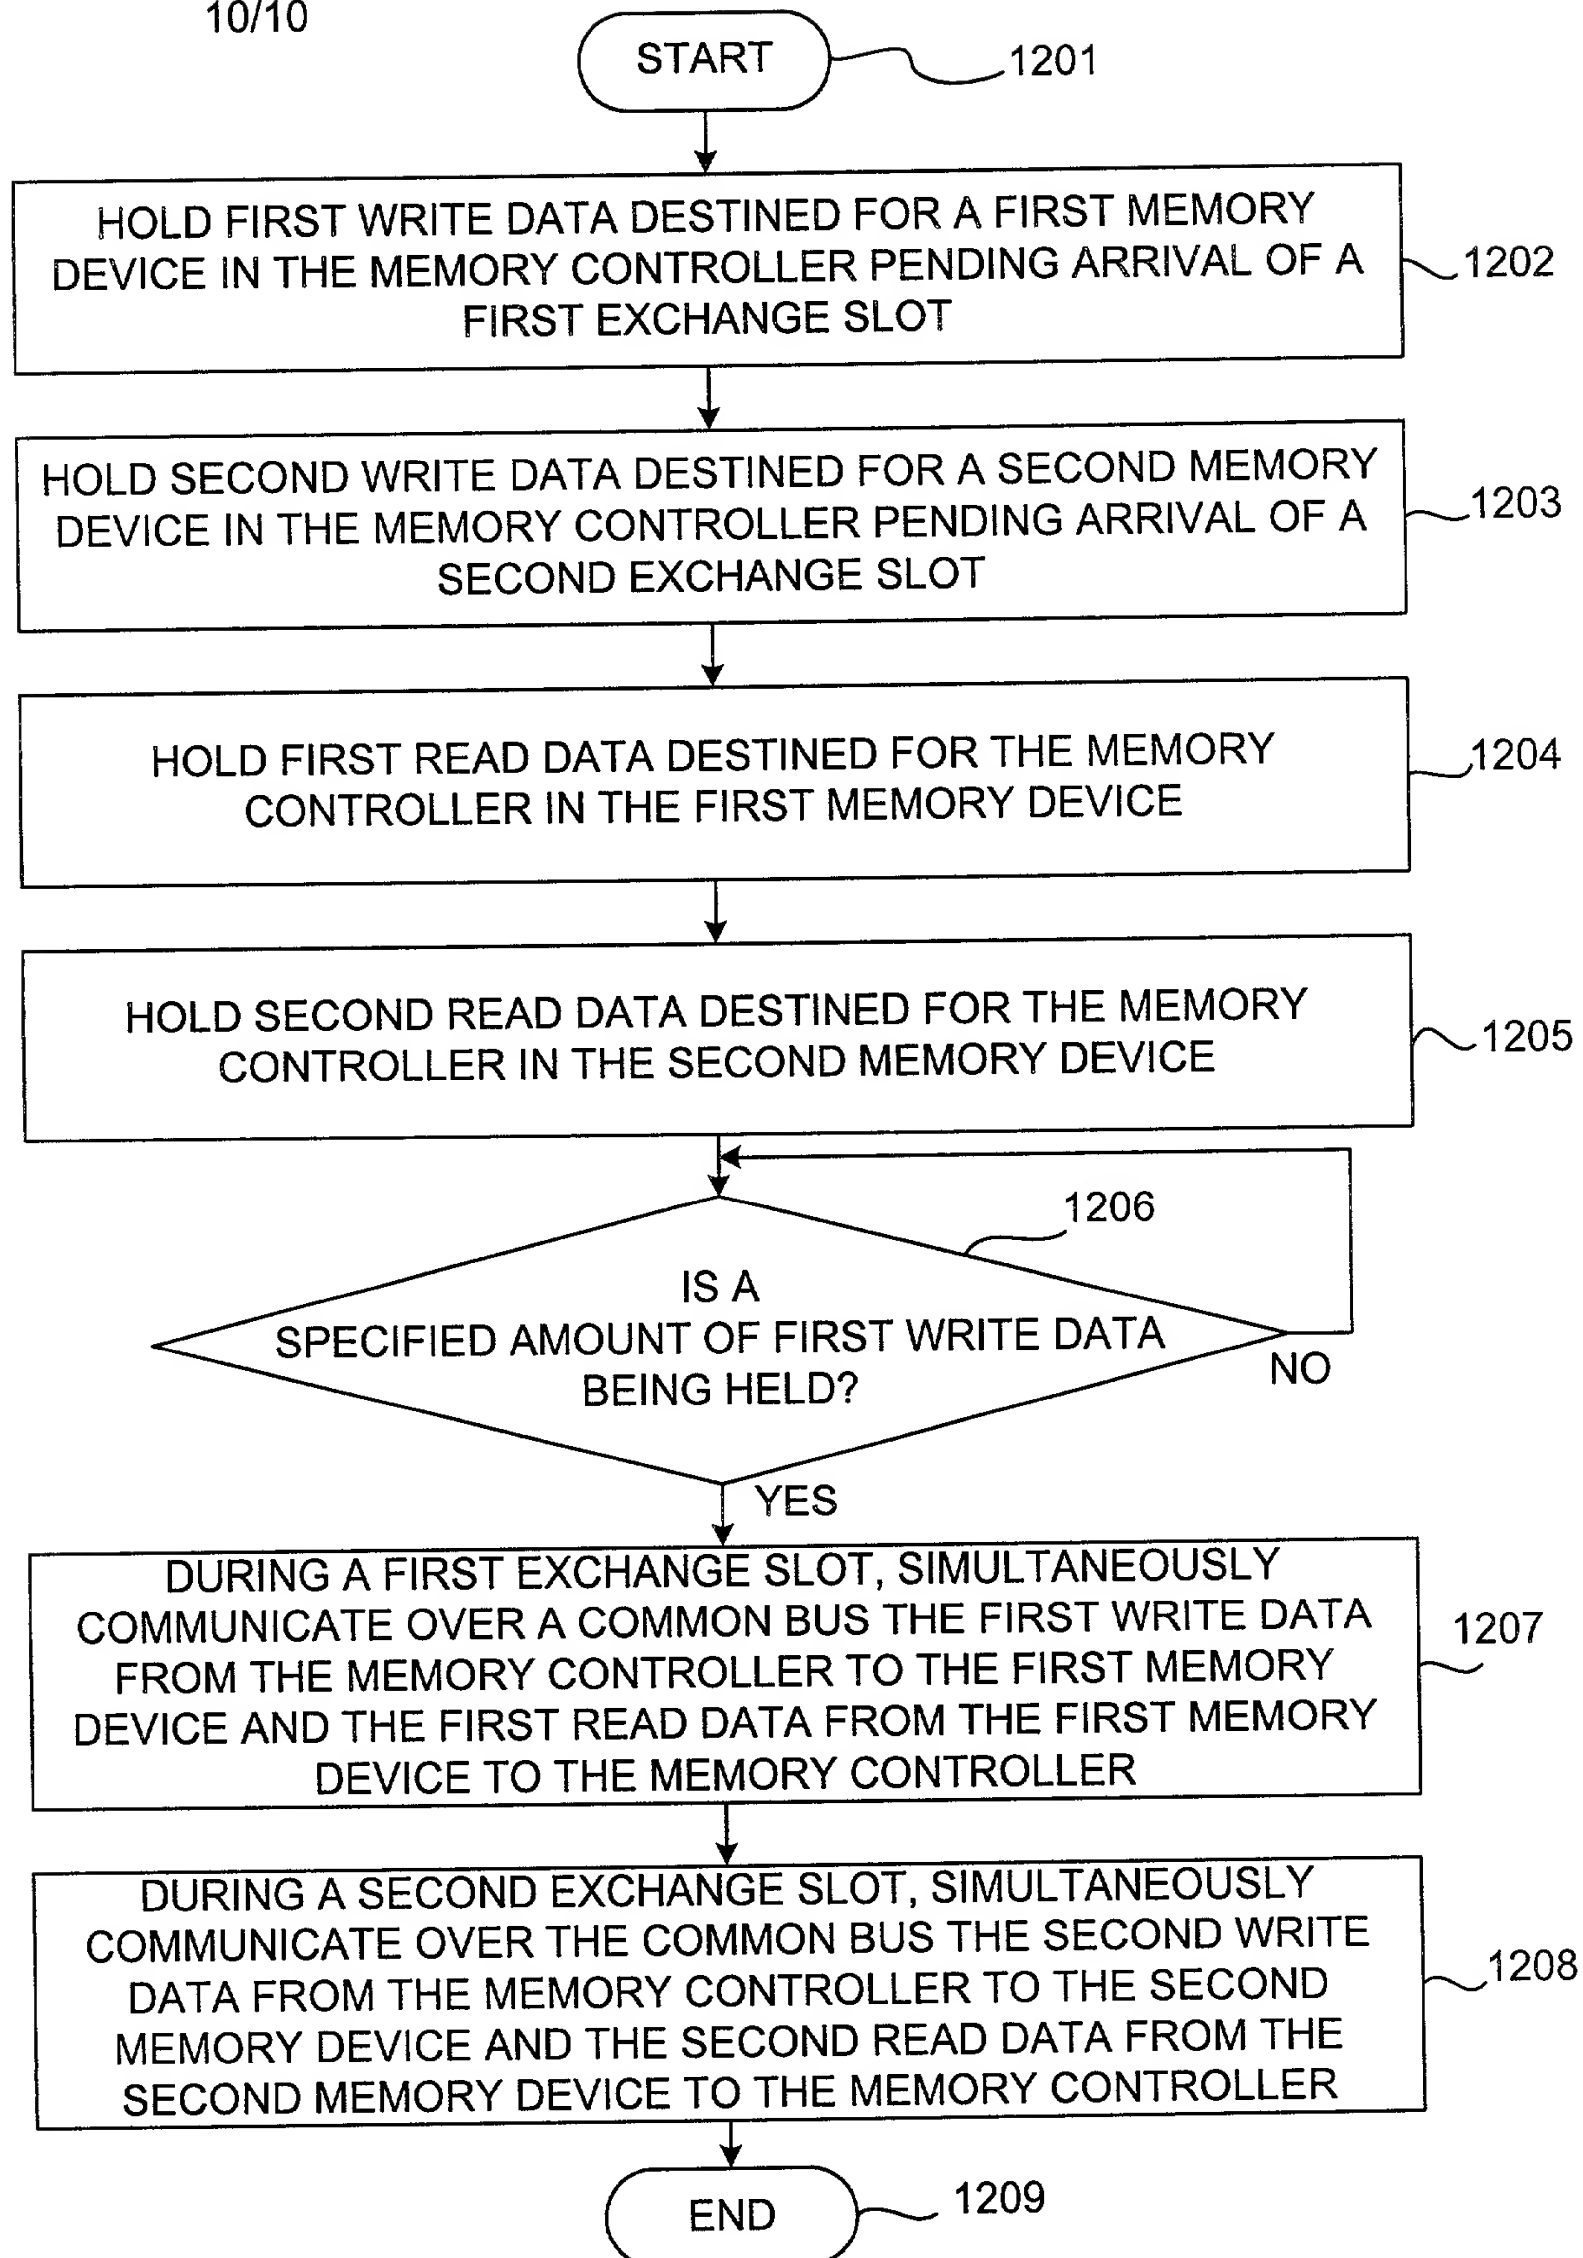 10/10
START
1201
HOLD FIRST WRITE DATA DESTINED FOR A FIRST MEMORY
DEVICE IN THE MEMORY CONTROLLER PENDING ARRIVAL OF A
FIRST EXCHANGE SLOT
1202
HOLD SECOND WRITE DATA DESTINED FOR A SECOND MEMORY
DEVICE IN THE MEMORY CONTROLLER PENDING ARRIVAL OF A
SECOND EXCHANGE SLOT
1203
HOLD FIRST READ DATA DESTINED FOR THE MEMORY
CONTROLLER IN THE FIRST MEMORY DEVICE
1204
HOLD SECOND READ DATA DESTINED FOR THE MEMORY
CONTROLLER IN THE SECOND MEMORY DEVICE
1205
1206
IS A
SPECIFIED AMOUNT OF FIRST WRITE DATA
BEING HELD?
NO
YES
DURING A FIRST EXCHANGE SLOT, SIMULTANEOUSLY
COMMUNICATE OVER A COMMON BUS THE FIRST WRITE DATA
FROM THE MEMORY CONTROLLER TO THE FIRST MEMORY
DEVICE AND THE FIRST READ DATA FROM THE FIRST MEMORY
DEVICE TO THE MEMORY CONTROLLER
1207
DURING A SECOND EXCHANGE SLOT, SIMULTANEOUSLY
COMMUNICATE OVER THE COMMON BUS THE SECOND WRITE
DATA FROM THE MEMORY CONTROLLER TO THE SECOND
MEMORY DEVICE AND THE SECOND READ DATA FROM THE
SECOND MEMORY DEVICE TO THE MEMORY CONTROLLER
1208
END
1209